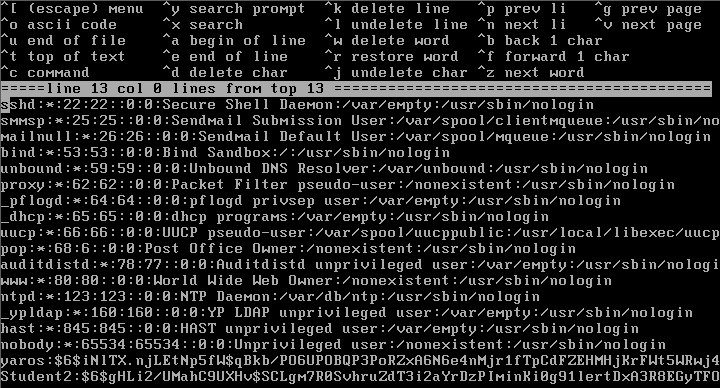 ^[ (escape) menu ^y search prompt ^k delete line ^p prev li ^g prev page
^o ascii code ^x search ^l undelete line ^n next li ^v next page
^u end of file ^a begin of line ^w delete word ^b back 1 char
^t top of text ^e end of line ^r restore word ^f forward 1 char
^c command ^d delete char ^j undelete char ^z next word
=====line 13 col 0 lines from top 13 ============================================
sshd:*:22:22::0:0:Secure Shell Daemon:/var/empty:/usr/sbin/nologin
smmsp:*:25:25::0:0:Sendmail Submission User:/var/spool/clientmqueue:/usr/sbin/no
mailnull:*:26:26::0:0:Sendmail Default User:/var/spool/mqueue:/usr/sbin/nologin
bind:*:53:53::0:0:Bind Sandbox:/:/usr/sbin/nologin
unbound:*:59:59::0:0:Unbound DNS Resolver:/var/unbound:/usr/sbin/nologin
proxy:*:62:62::0:0:Packet Filter pseudo-user:/nonexistent:/usr/sbin/nologin
_pflogd:*:64:64::0:0:pflogd privsep user:/var/empty:/usr/sbin/nologin
_dhcp:*:65:65::0:0:dhcp programs:/var/empty:/usr/sbin/nologin
uucp:*:66:66::0:0:UUCP pseudo-user:/var/spool/uucppublic:/usr/local/libexec/uucp
pop:*:68:6::0:0:Post Office Owner:/nonexistent:/usr/sbin/nologin
auditdistd:*:78:77::0:0:Auditdistd unprivileged user:/var/empty:/usr/sbin/nologi
www:*:80:80::0:0:World Wide Web Owner:/nonexistent:/usr/sbin/nologin
ntpd:*:123:123::0:0:NTP Daemon:/var/db/ntp:/usr/sbin/nologin
_ypldap:*:160:160::0:0:YP LDAP unprivileged user:/var/empty:/usr/sbin/nologin
hast:*:845:845::0:0:HAST unprivileged user:/var/empty:/usr/sbin/nologin
nobody:*:65534:65534::0:0:Unprivileged user:/nonexistent:/usr/sbin/nologin